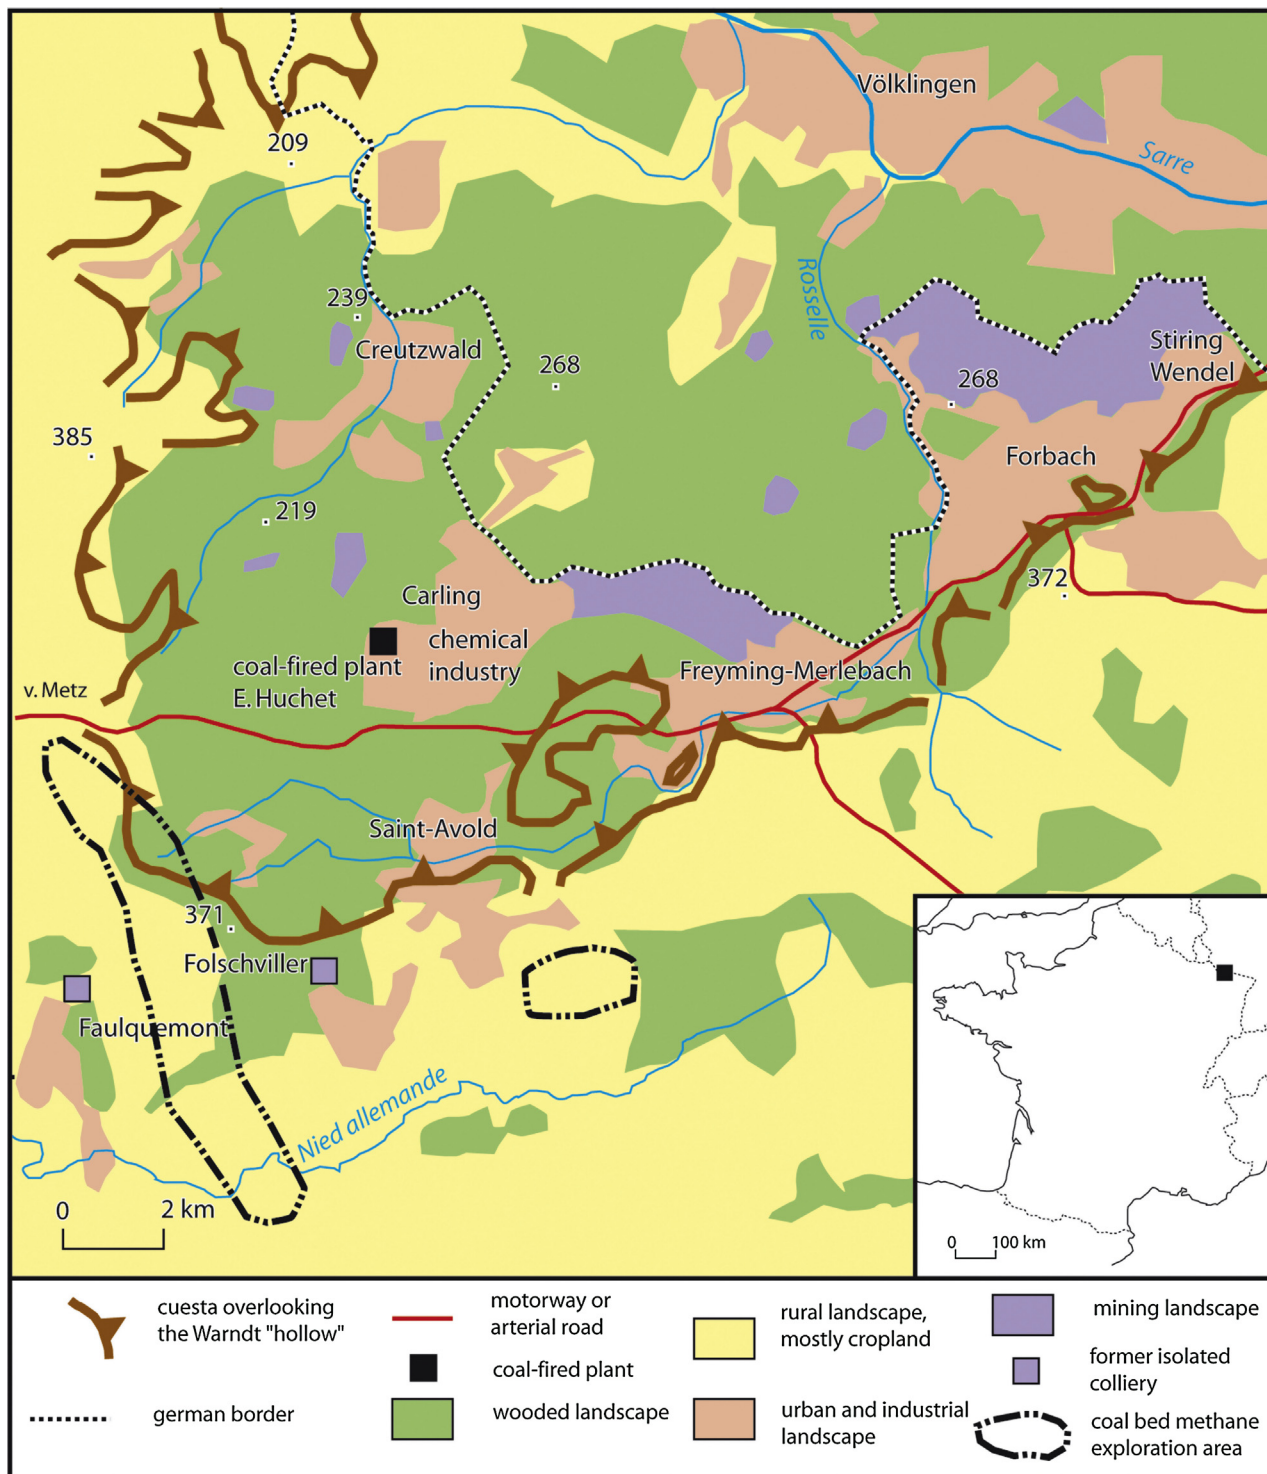 Völklingen
209
Sarre
239
Rosselle
Creutzwald
268
Stiring
Wendel
268
385
Forbach
219
372
Carling
chemical
industry
coal-fired plant
E. Huchet
Freyming-Merlebach
v. Metz
Saint-Avold
371
Folschviller
Faulquemont
Nied allemande
0 2 km
0 100 km
cuesta overlooking
the Warndt "hollow"
german border
motorway or
arterial road
coal-fired plant
wooded landscape
rural landscape,
mostly cropland
urban and industrial
landscape
mining landscape
former isolated
colliery
coal bed methane
exploration area